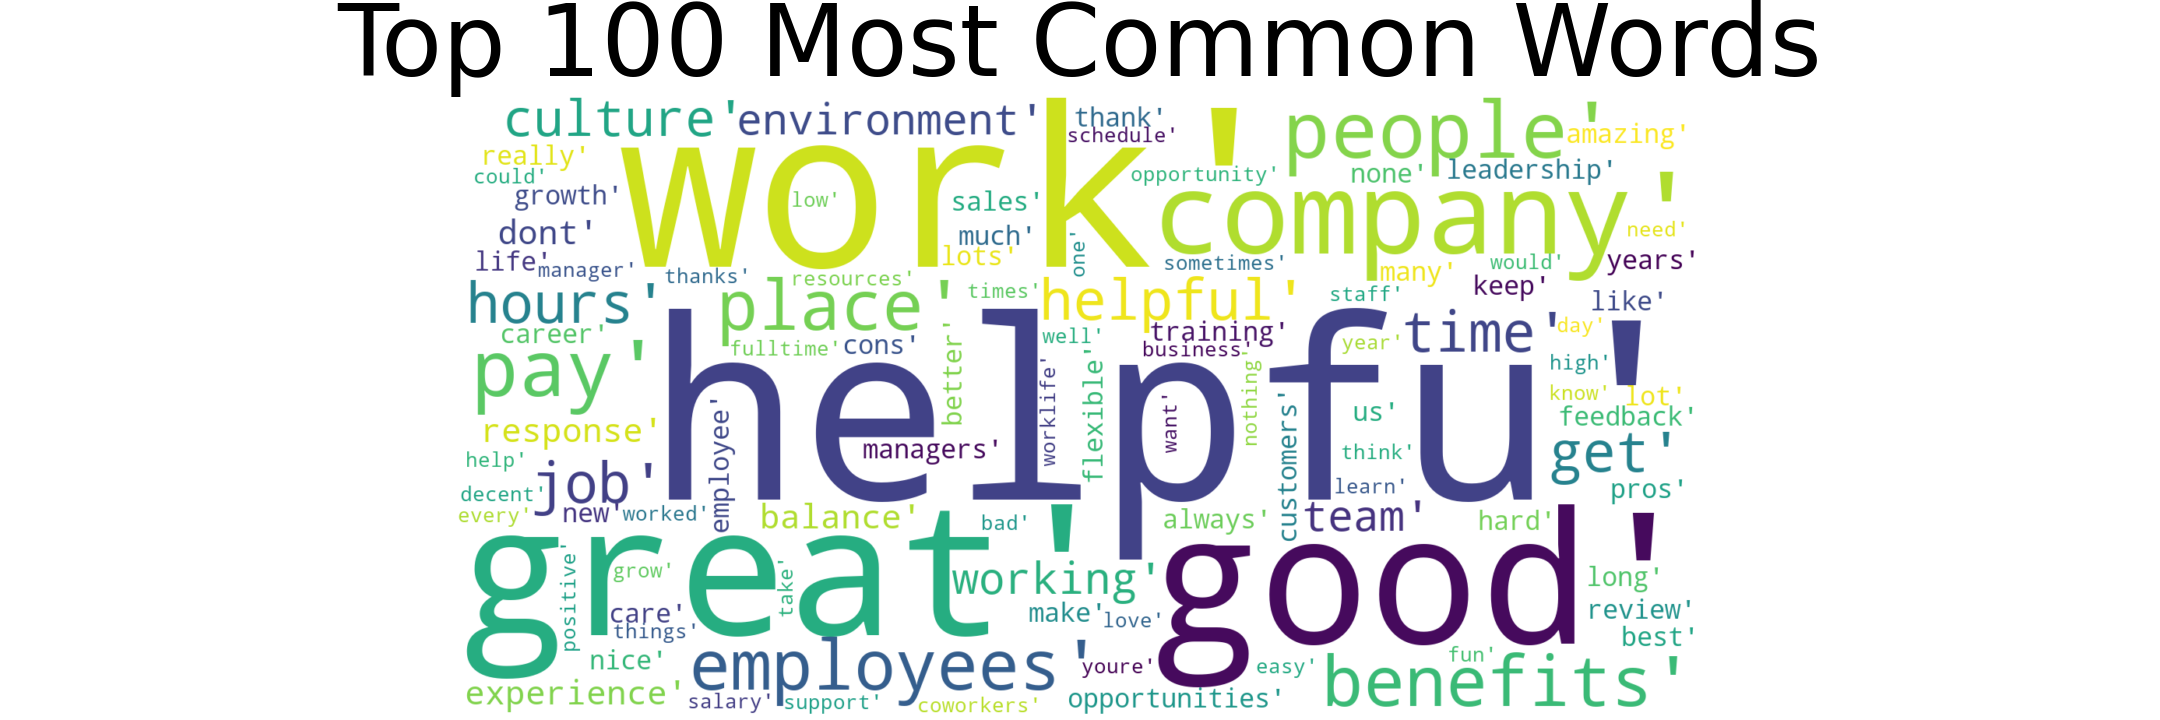 Top 100 Most Common Words
culture' environment' work' thank' schedule' people' amazing'
really' could' growth' low' sales' opportunity' none' leadership'
dont' much' lots' one' company' need'
life' manager' thanks' resources' sometimes' many' would' years'
hours' place' times' helpful' staff' keep' like'
career' fulltime' cons' better' well' training' business' year' time' day'
pay' helpfu' worklife' flexible' want' nothing' high' know' lot'
response' employee' managers' customers' us' think' feedback' get'
help' job' learn' pros'
decent' every' new' worked' balance' bad' always' team' hard'
great' good' working'
positive' grow' take' care' things' make' love' long' review' best'
nice' employees' youre' easy' fun' benefits'
experience' salary' support' coworkers' opportunities'